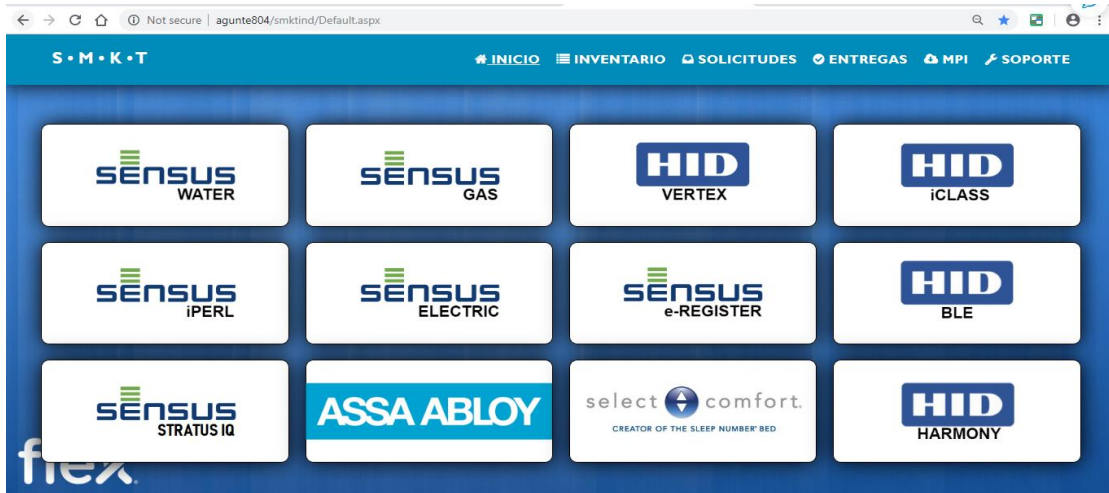 Not secure | agunte804/smktind/Default.aspx
S•M•K•T INICIO INVENTARIO SOLICITUDES ENTREGAS MPI SOPORTE
sensus
WATER
sensus
GAS
HID
VERTEX
HID
iCLASS
sensus
iPERL
sensus
ELECTRIC
sensus
e-REGISTER
HID
BLE
sensus
STRATUS IQ
ASSA ABLOY
select comfort.
CREATOR OF THE SLEEP NUMBER® BED
HID
HARMONY
flex.